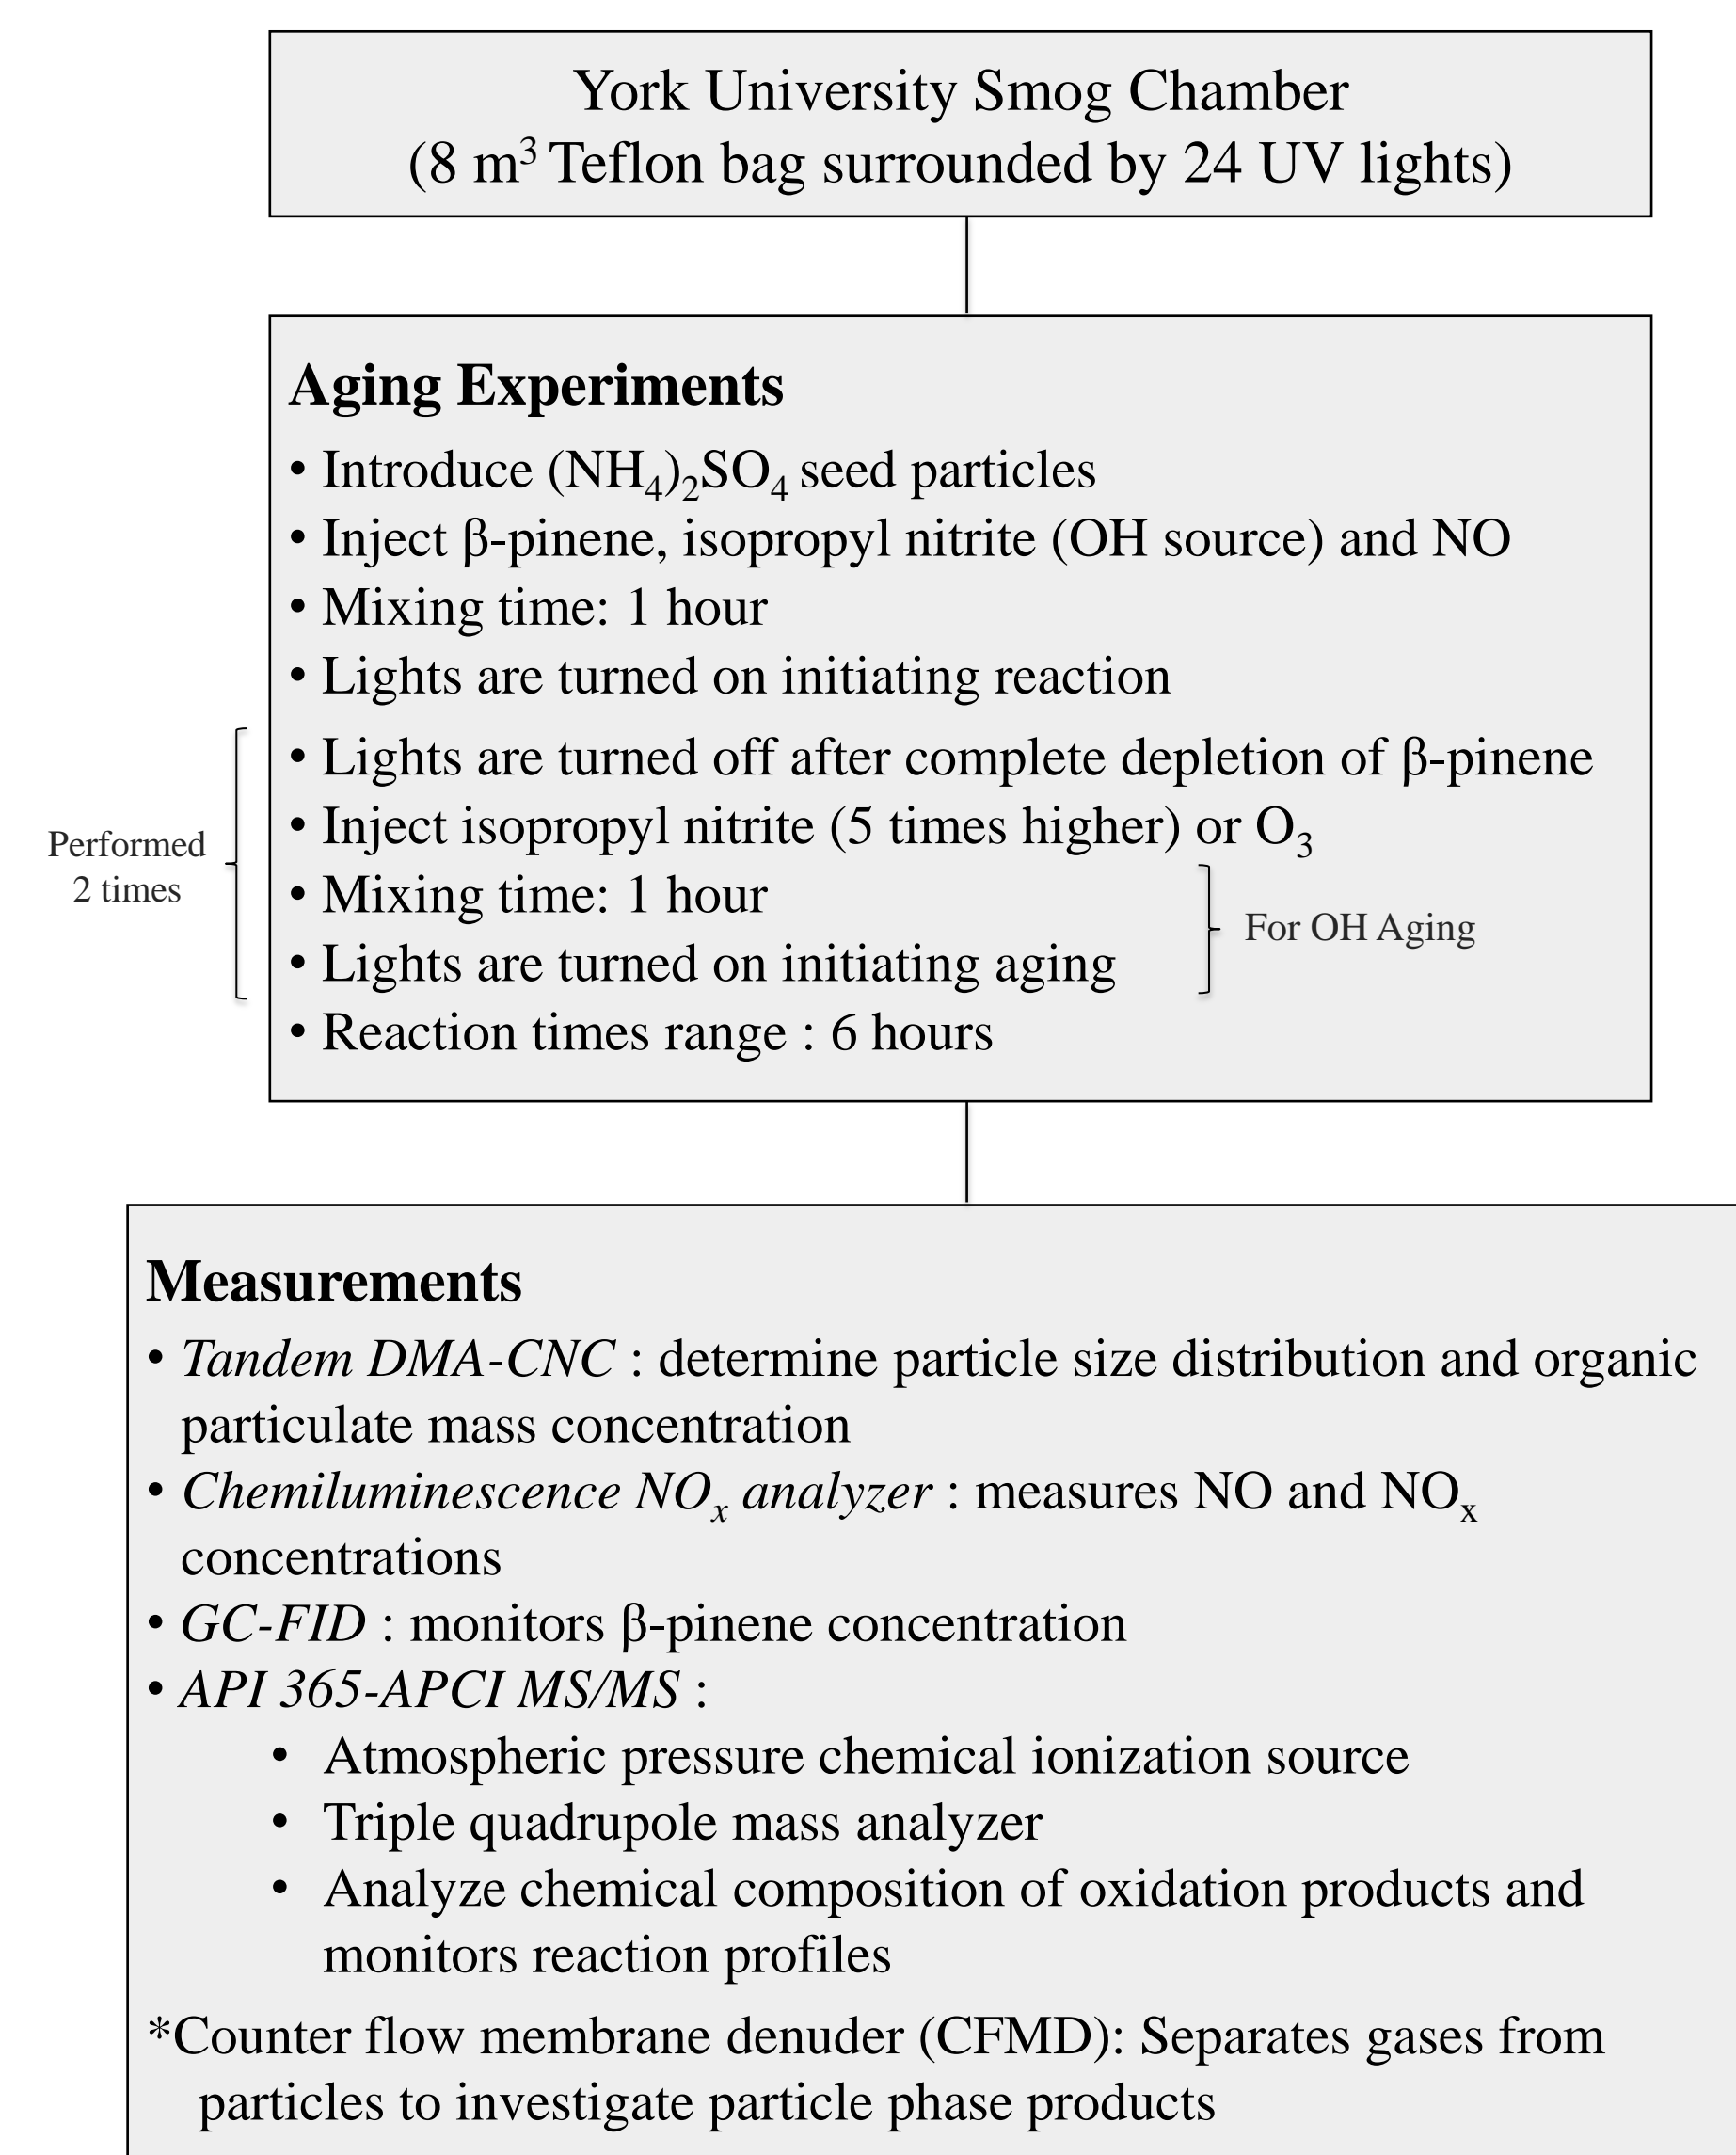 York University Smog Chamber
(8 m³ Teflon bag surrounded by 24 UV lights)
Aging Experiments
• Introduce (NH₄)₂SO₄ seed particles
• Inject β-pinene, isopropyl nitrite (OH source) and NO
• Mixing time: 1 hour
• Lights are turned on initiating reaction
• Lights are turned off after complete depletion of β-pinene
• Inject isopropyl nitrite (5 times higher) or O₃
• Mixing time: 1 hour
• Lights are turned on initiating aging
• Reaction times range : 6 hours
Performed
2 times
For OH Aging
Measurements
• Tandem DMA-CNC : determine particle size distribution and organic
particulate mass concentration
• Chemiluminescence NOₓ analyzer : measures NO and NOₓ
concentrations
• GC-FID : monitors β-pinene concentration
• API 365-APCI MS/MS :
• Atmospheric pressure chemical ionization source
• Triple quadrupole mass analyzer
• Analyze chemical composition of oxidation products and
monitors reaction profiles
*Counter flow membrane denuder (CFMD): Separates gases from
particles to investigate particle phase products